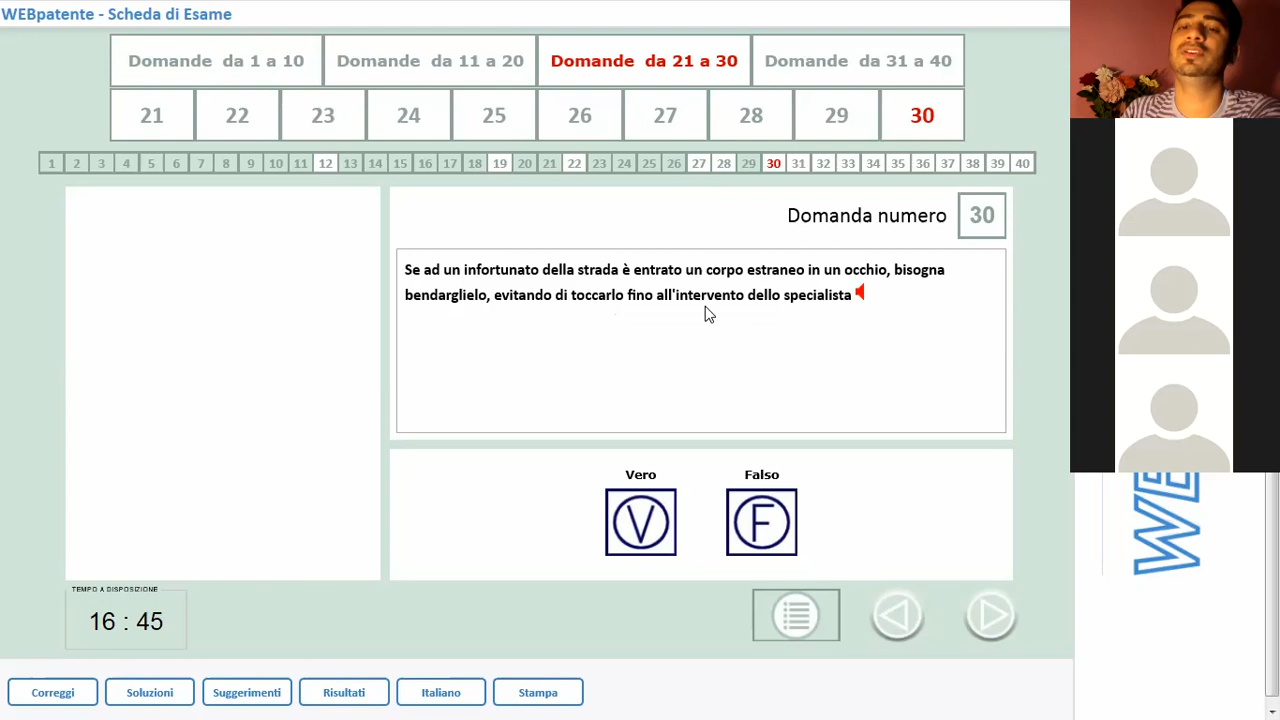 WEBpatente - Scheda di Esame
Domande da 1 a 10 Domande da 11 a 20 Domande da 21 a 30 Domande da 31 a 40
21 22 23 24 25 26 27 28 29 30
1 2 3 4 5 6 7 8 9 10 11 12 13 14 15 16 17 18 19 20 21 22 23 24 25 26 27 28 29 30 31 32 33 34 35 36 37 38 39 40
Domanda numero 30
Se ad un infortunato della strada è entrato un corpo estraneo in un occhio, bisogna
bendarglielo, evitando di toccarlo fino all'intervento dello specialista
Vero Falso
V F
TEMPO A DISPOSIZIONE
16 : 45
Correggi Soluzioni Suggerimenti Risultati Italiano Stampa